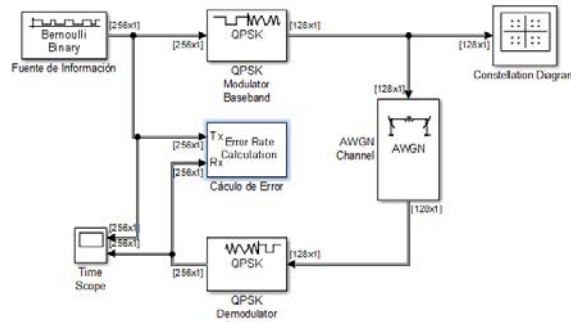 Bernoulli
Binary
[256x1]
Fuente de Información
[256x1]
QPSK
[128x1]
QPSK
Modulator
Baseband
[128x1]
Constellation Diagram
[128x1]
AWGN
Channel
AWGN
[128x1]
Tx
[256x1]
Rx
[256x1]
Error Rate
Calculation
Cáculo de Error
[256x1]
[256x1]
Time
Scope
[256x1]
QPSK
[128x1]
QPSK
Demodulator